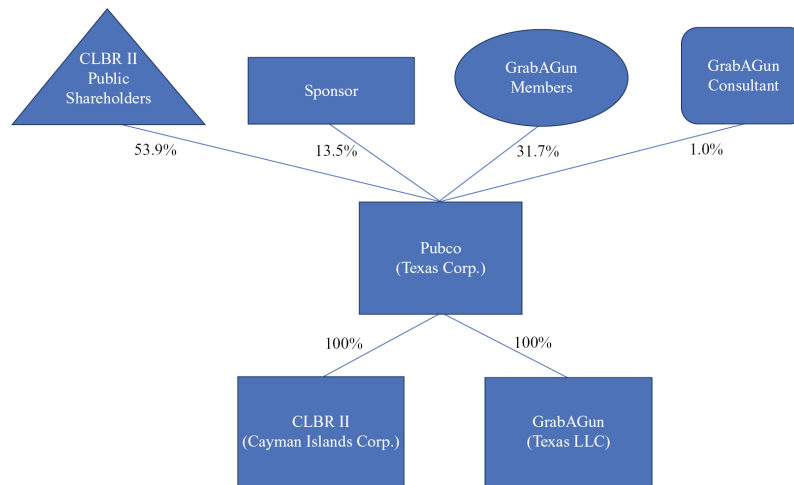 CLBR II
Public
Shareholders
Sponsor
GrabAGun
Members
GrabAGun
Consultant
53.9%
13.5%
31.7%
1.0%
Pubco
(Texas Corp.)
100%
100%
CLBR II
(Cayman Islands Corp.)
GrabAGun
(Texas LLC)